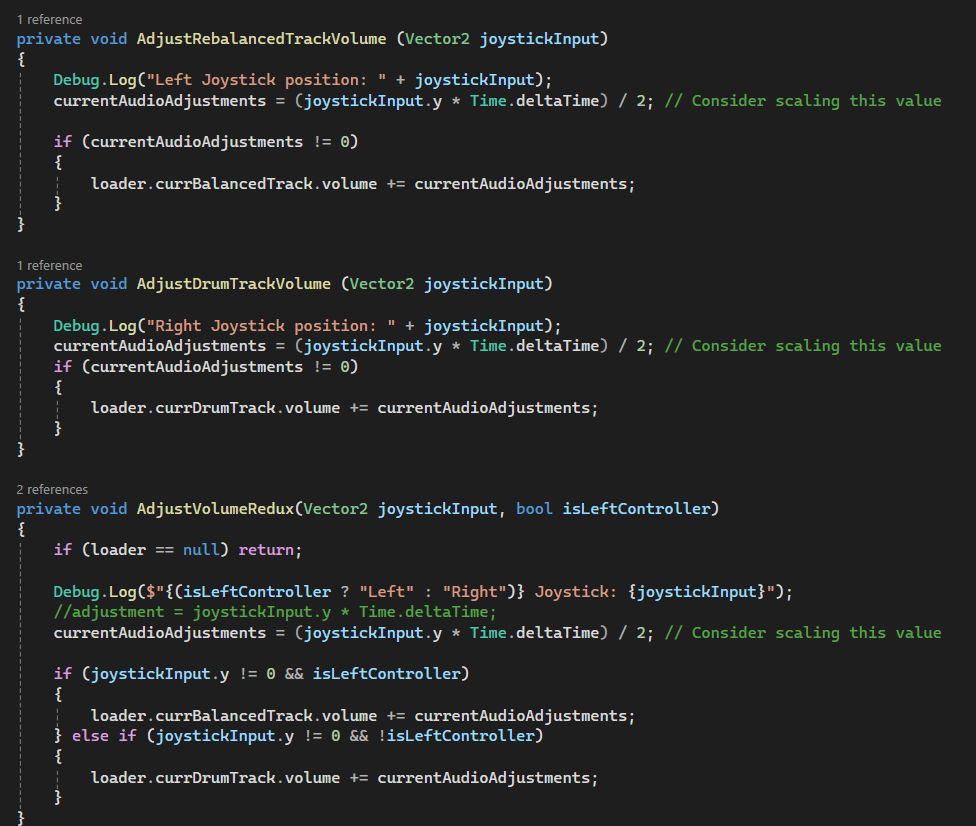 1 reference
private void AdjustRebalancedTrackVolume (Vector2 joystickInput)
{
    Debug.Log("Left Joystick position: " + joystickInput);
    currentAudioAdjustments = (joystickInput.y * Time.deltaTime) / 2; // Consider scaling this value

    if (currentAudioAdjustments != 0)
    {
        loader.currBalancedTrack.volume += currentAudioAdjustments;
    }
}

1 reference
private void AdjustDrumTrackVolume (Vector2 joystickInput)
{
    Debug.Log("Right Joystick position: " + joystickInput);
    currentAudioAdjustments = (joystickInput.y * Time.deltaTime) / 2; // Consider scaling this value
    if (currentAudioAdjustments != 0)
    {
        loader.currDrumTrack.volume += currentAudioAdjustments;
    }
}

2 references
private void AdjustVolumeRedux(Vector2 joystickInput, bool isLeftController)
{
    if (loader == null) return;

    Debug.Log($"{(isLeftController ? "Left" : "Right")} Joystick: {joystickInput}");
    //adjustment = joystickInput.y * Time.deltaTime;
    currentAudioAdjustments = (joystickInput.y * Time.deltaTime) / 2; // Consider scaling this value

    if (joystickInput.y != 0 && isLeftController)
    {
        loader.currBalancedTrack.volume += currentAudioAdjustments;
    } else if (joystickInput.y != 0 && !isLeftController)
    {
        loader.currDrumTrack.volume += currentAudioAdjustments;
    }
}